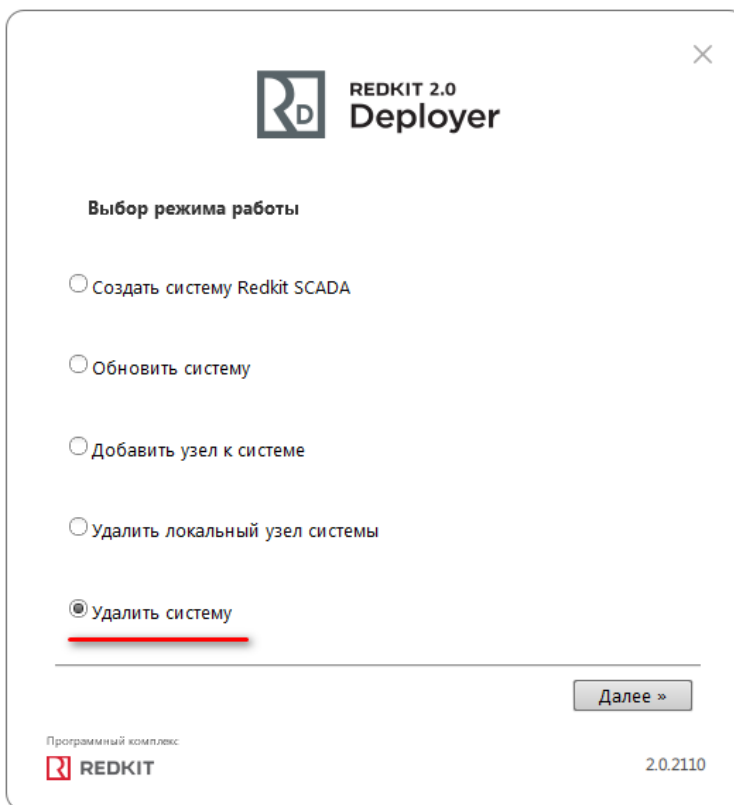 REDKIT 2.0
Deployer
Выбор режима работы
Создать систему Redkit SCADA
Обновить систему
Добавить узел к системе
Удалить локальный узел системы
Удалить систему
Далее »
Программный комплекс
REDKIT
2.0.2110